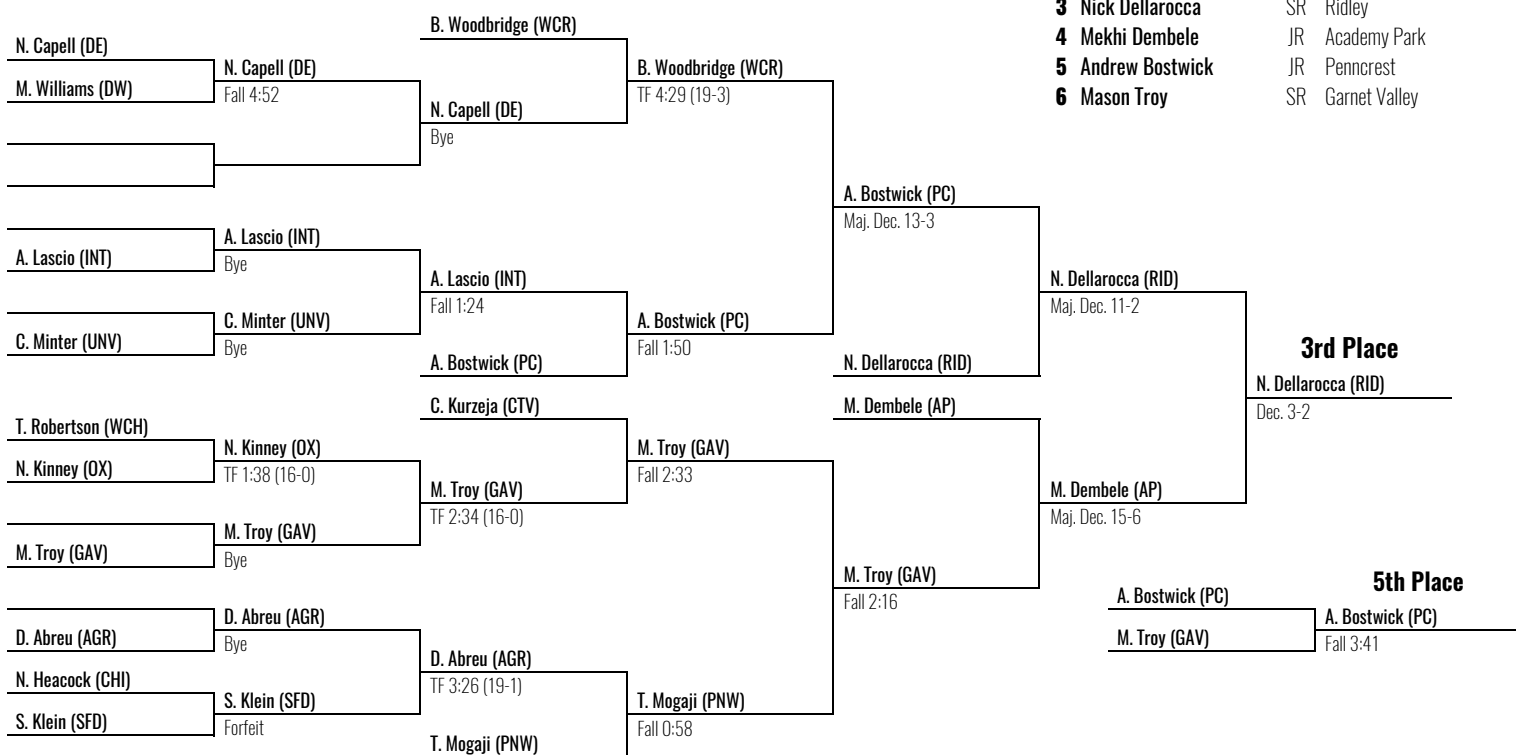 3 Nick Dellarocca SR Ridley
4 Mekhi Dembele JR Academy Park
5 Andrew Bostwick JR Penncrest
6 Mason Troy SR Garnet Valley
N. Capell (DE)
M. Williams (DW)
A. Lascio (INT)
C. Minter (UNV)
T. Robertson (WCH)
N. Kinney (OX)
M. Troy (GAV)
D. Abreu (AGR)
N. Heacock (CHI)
S. Klein (SFD)
N. Capell (DE)
Fall 4:52
A. Lascio (INT)
Bye
C. Minter (UNV)
Bye
N. Kinney (OX)
TF 1:38 (16-0)
M. Troy (GAV)
Bye
D. Abreu (AGR)
Bye
S. Klein (SFD)
Forfeit
B. Woodbridge (WCR)
N. Capell (DE)
Bye
A. Lascio (INT)
Fall 1:24
A. Bostwick (PC)
C. Kurzeja (CTV)
M. Troy (GAV)
TF 2:34 (16-0)
D. Abreu (AGR)
TF 3:26 (19-1)
T. Mogaji (PNW)
B. Woodbridge (WCR)
TF 4:29 (19-3)
A. Bostwick (PC)
Fall 1:50
M. Troy (GAV)
Fall 2:33
T. Mogaji (PNW)
Fall 0:58
A. Bostwick (PC)
Maj. Dec. 13-3
N. Dellarocca (RID)
M. Dembele (AP)
M. Troy (GAV)
Fall 2:16
N. Dellarocca (RID)
Maj. Dec. 11-2
M. Dembele (AP)
Maj. Dec. 15-6
3rd Place
N. Dellarocca (RID)
Dec. 3-2
5th Place
A. Bostwick (PC)
M. Troy (GAV)
A. Bostwick (PC)
Fall 3:41